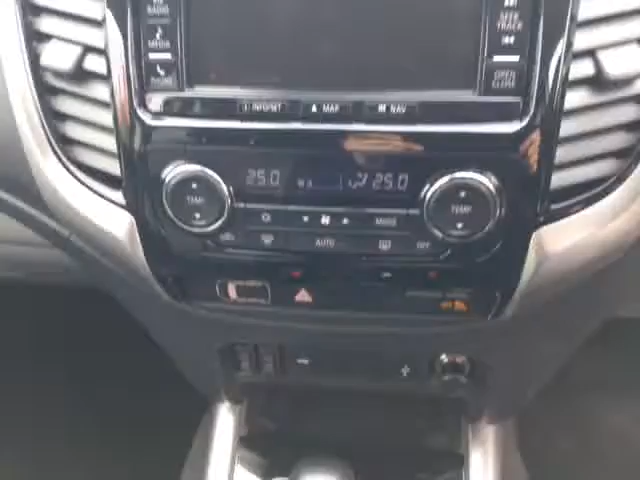 RADIO
MEDIA
PHONE
SEEK
TRACK
OPEN
CLOSE
INFO/SET
MAP
NAV
TEMP
25.0
25.0
TEMP
MODE
AUTO
OFF